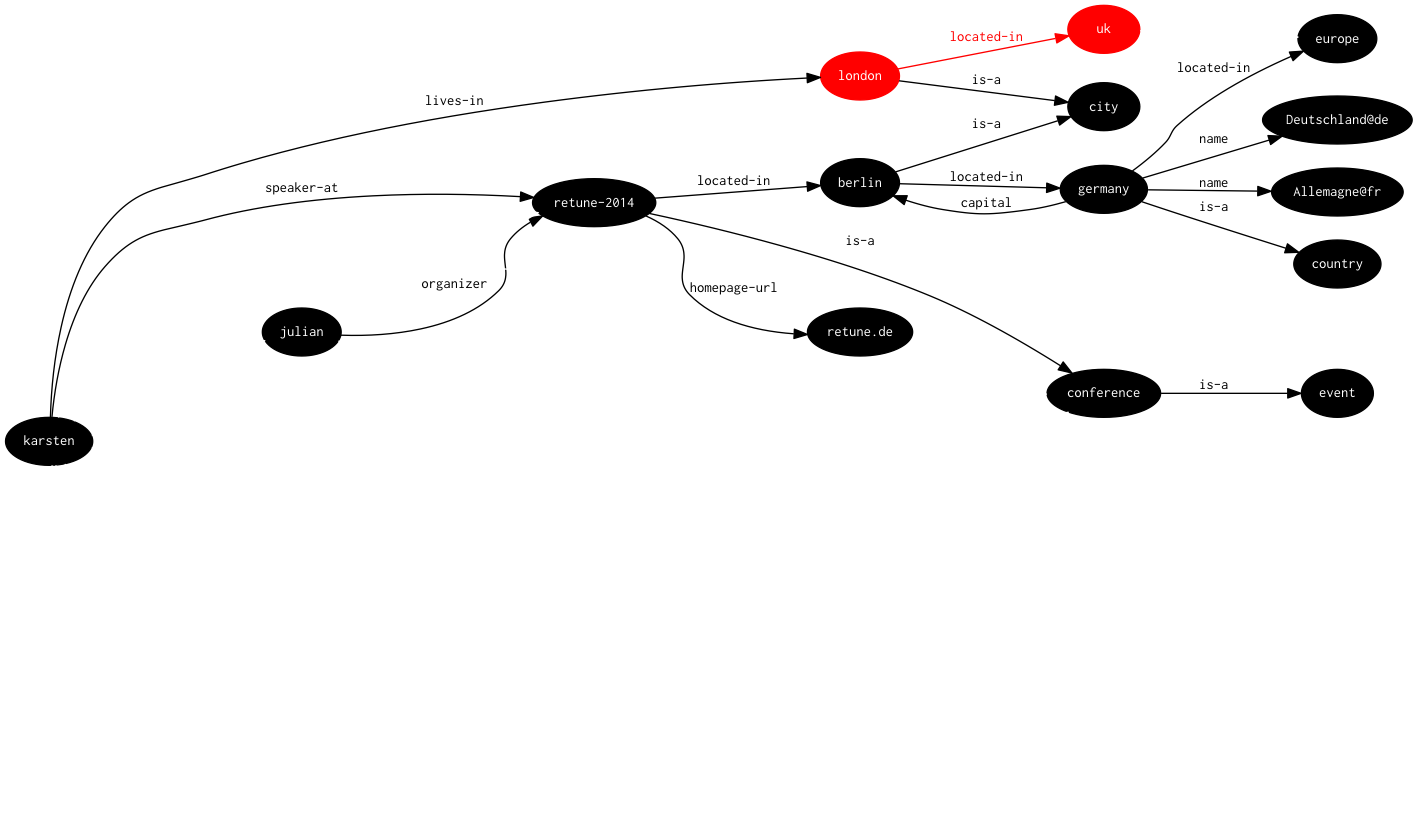 uk
located-in
europe
located-in
london
is-a
lives-in
city
Deutschland@de
is-a
name
located-in
berlin
located-in
germany
name
Allemagne@fr
speaker-at
retune-2014
capital
is-a
is-a
country
organizer
homepage-url
julian
retune.de
conference
is-a
event
karsten